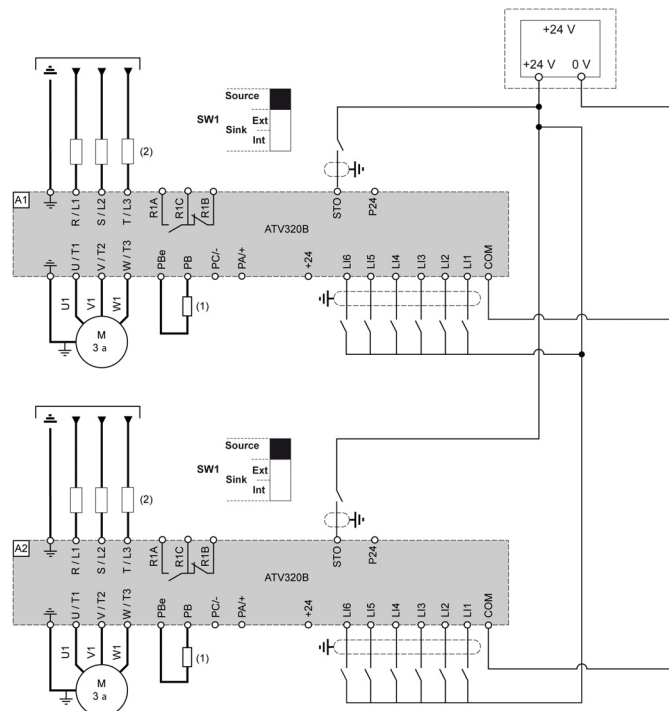 +24 V
+24 V 0 V
Source
SW1 Sink Ext
Int
(2)
A1
R / L1 S / L2 T / L3 R1A R1C R1B STO P24
ATV320B
U / T1 V / T2 W / T3 PBe PB PC/- PA/+ +24 LI6 LI5 LI4 LI3 LI2 LI1 COM
U1 V1 W1 (1)
M
3 a
Source
SW1 Sink Ext
Int
(2)
A2
R / L1 S / L2 T / L3 R1A R1C R1B STO P24
ATV320B
U / T1 V / T2 W / T3 PBe PB PC/- PA/+ +24 LI6 LI5 LI4 LI3 LI2 LI1 COM
U1 V1 W1 (1)
M
3 a